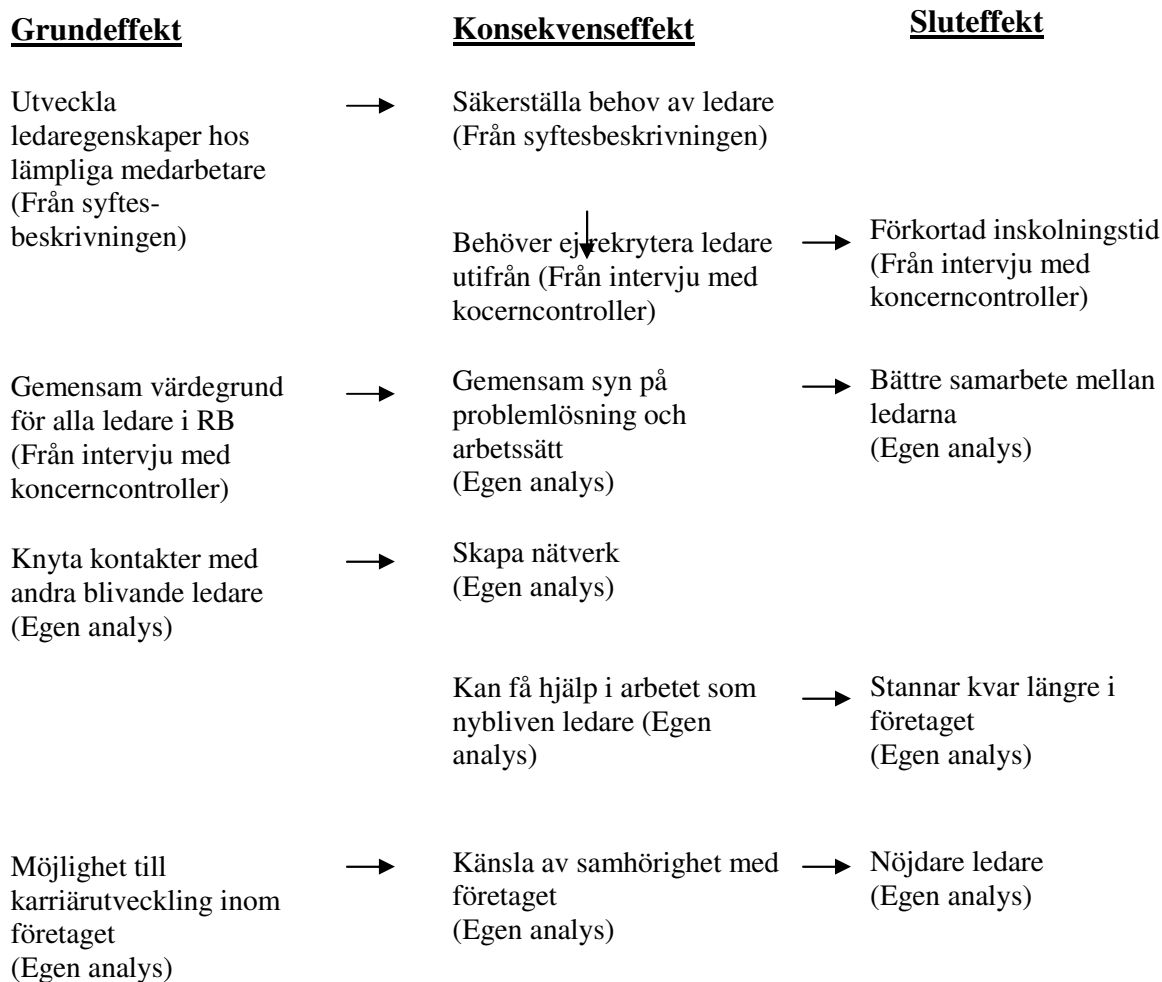 Grundeffekt
Konsekvenseffekt
Sluteffekt
Utveckla
ledaregenskaper hos
lämpliga medarbetare
(Från syftes-
beskrivningen)
Säkerställa behov av ledare
(Från syftesbeskrivningen)
Behöver ej rekrytera ledare
utifrån (Från intervju med
kocerncontroller)
Förkortad inskolningstid
(Från intervju med
koncerncontroller)
Gemensam värdegrund
för alla ledare i RB
(Från intervju med
koncerncontroller)
Gemensam syn på
problemlösning och
arbetssätt
(Egen analys)
Bättre samarbete mellan
ledarna
(Egen analys)
Knyta kontakter med
andra blivande ledare
(Egen analys)
Skapa nätverk
(Egen analys)
Kan få hjälp i arbetet som
nybliven ledare (Egen
analys)
Stannar kvar längre i
företaget
(Egen analys)
Möjlighet till
karriärutveckling inom
företaget
(Egen analys)
Känsla av samhörighet med
företaget
(Egen analys)
Nöjdare ledare
(Egen analys)